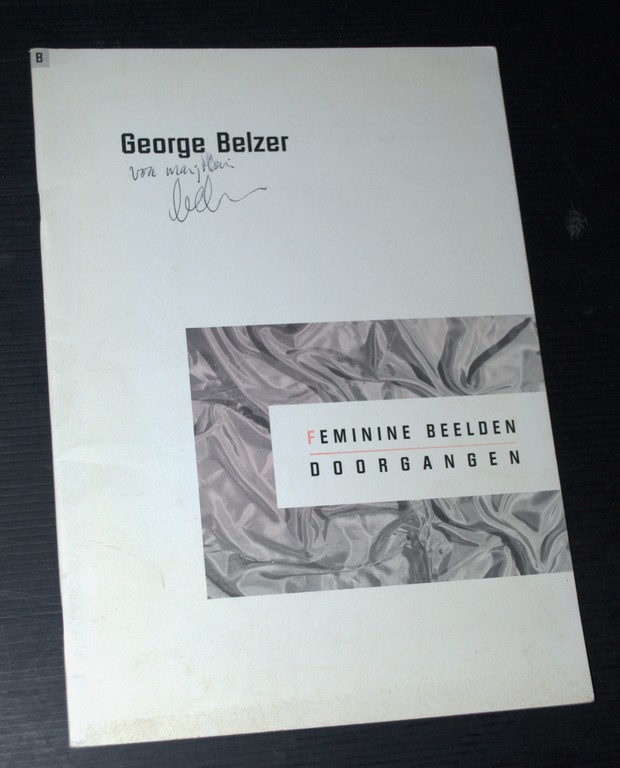 B
George Belzer
voor
FEMININE BEELDEN
DOORGANGEN